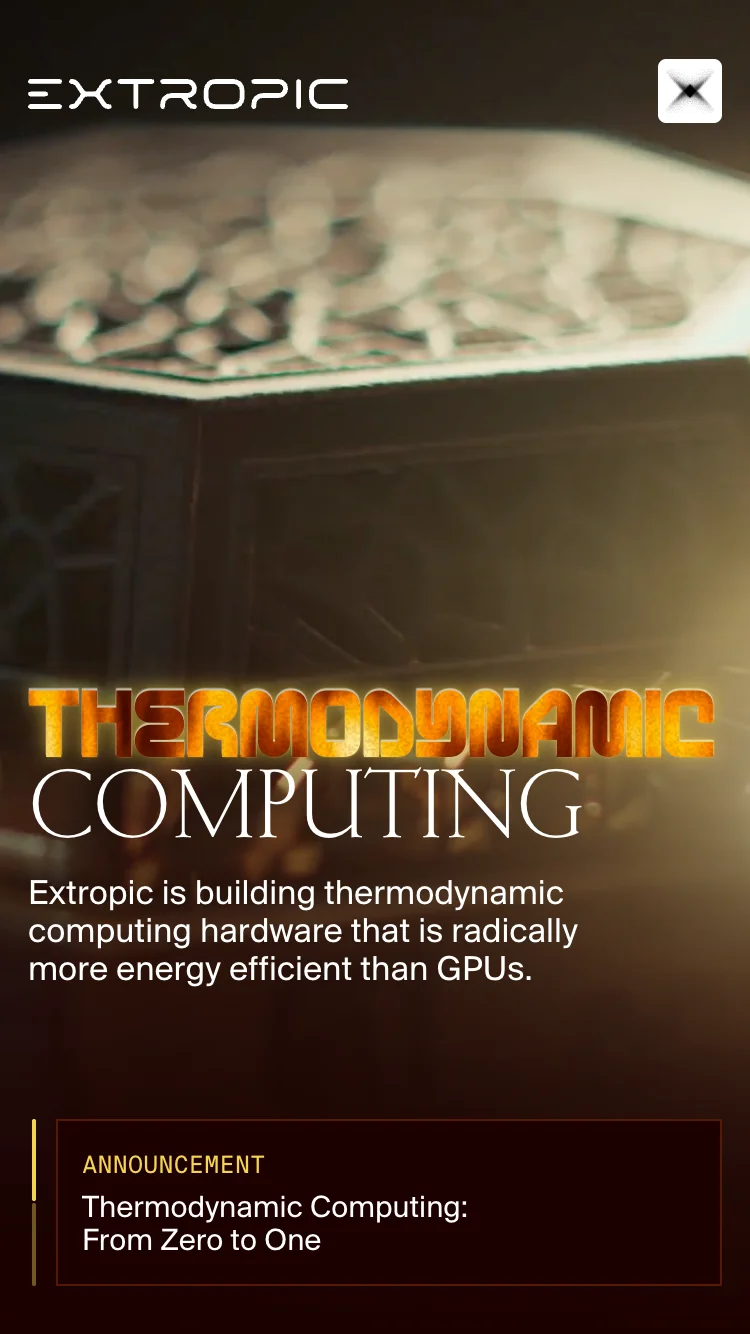 EXTROPIC
THERMODYNAMIC
COMPUTING
Extropic is building thermodynamic
computing hardware that is radically
more energy efficient than GPUs.
ANNOUNCEMENT
Thermodynamic Computing:
From Zero to One